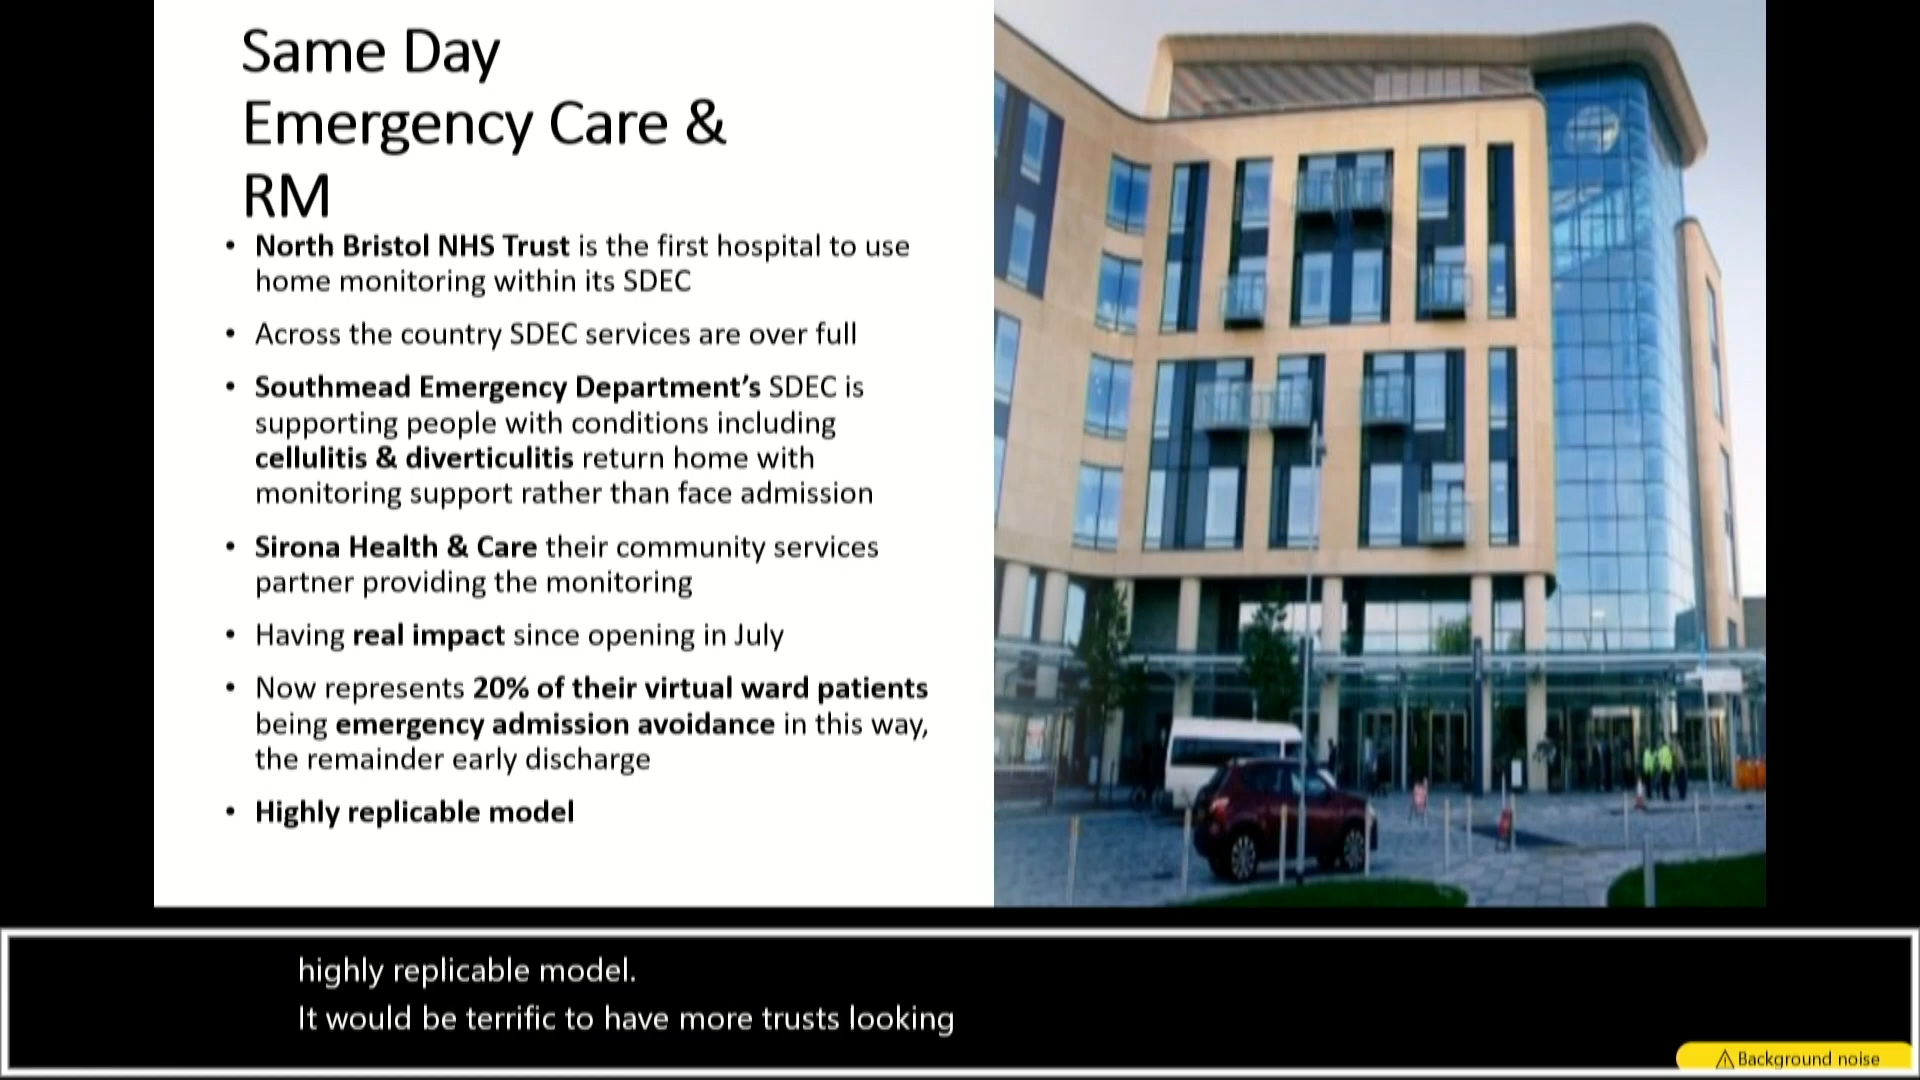 Same Day
Emergency Care &
RM
• North Bristol NHS Trust is the first hospital to use
home monitoring within its SDEC
• Across the country SDEC services are over full
• Southmead Emergency Department’s SDEC is
supporting people with conditions including
cellulitis & diverticulitis return home with
monitoring support rather than face admission
• Sirona Health & Care their community services
partner providing the monitoring
• Having real impact since opening in July
• Now represents 20% of their virtual ward patients
being emergency admission avoidance in this way,
the remainder early discharge
• Highly replicable model
highly replicable model.
It would be terrific to have more trusts looking
⚠ Background noise